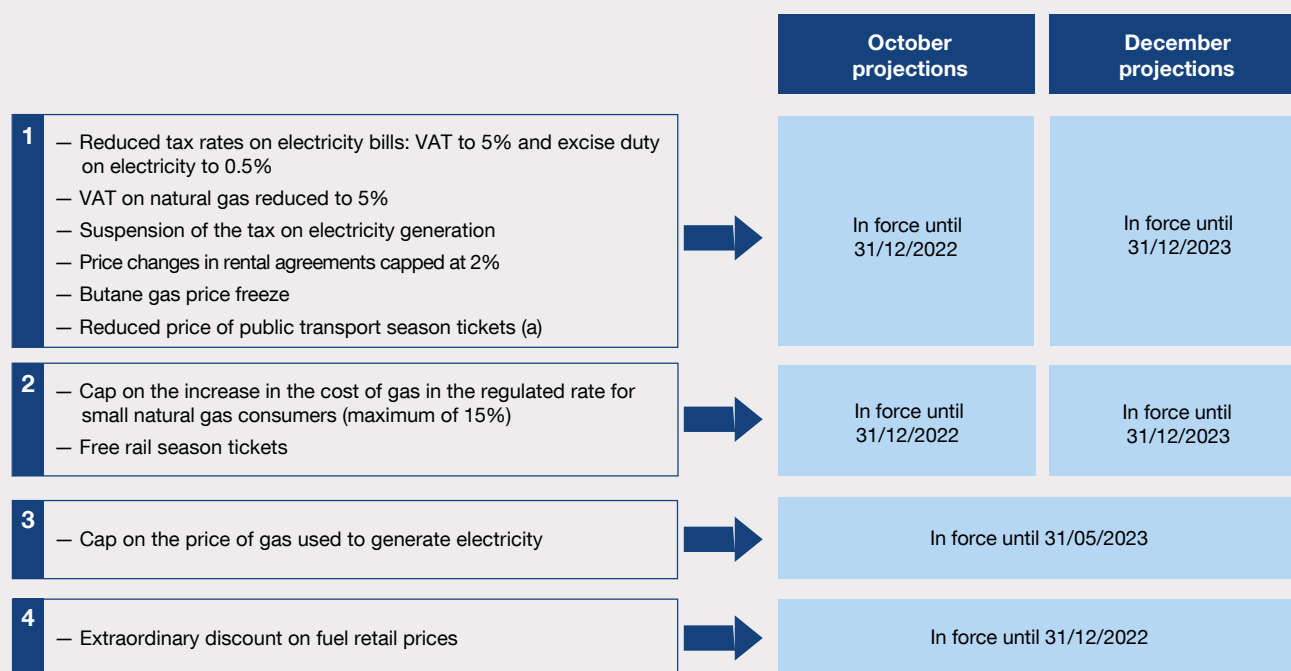 October
projections
December
projections
1
— Reduced tax rates on electricity bills: VAT to 5% and excise duty
on electricity to 0.5%
— VAT on natural gas reduced to 5%
— Suspension of the tax on electricity generation
— Price changes in rental agreements capped at 2%
— Butane gas price freeze
— Reduced price of public transport season tickets (a)
In force until
31/12/2022
In force until
31/12/2023
2
— Cap on the increase in the cost of gas in the regulated rate for
small natural gas consumers (maximum of 15%)
— Free rail season tickets
In force until
31/12/2022
In force until
31/12/2023
3
— Cap on the price of gas used to generate electricity
In force until 31/05/2023
4
— Extraordinary discount on fuel retail prices
In force until 31/12/2022